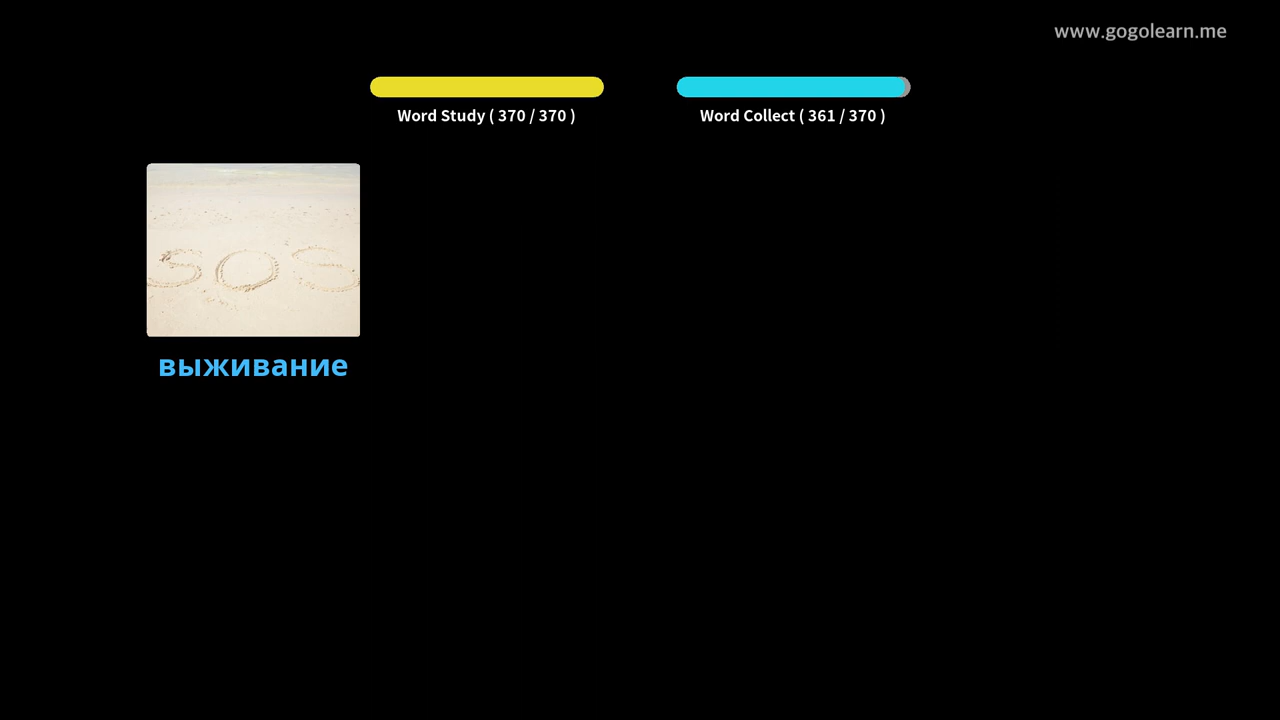 www.gogolearn.me
Word Study ( 370 / 370 )
Word Collect ( 361 / 370 )
SOS
выживание